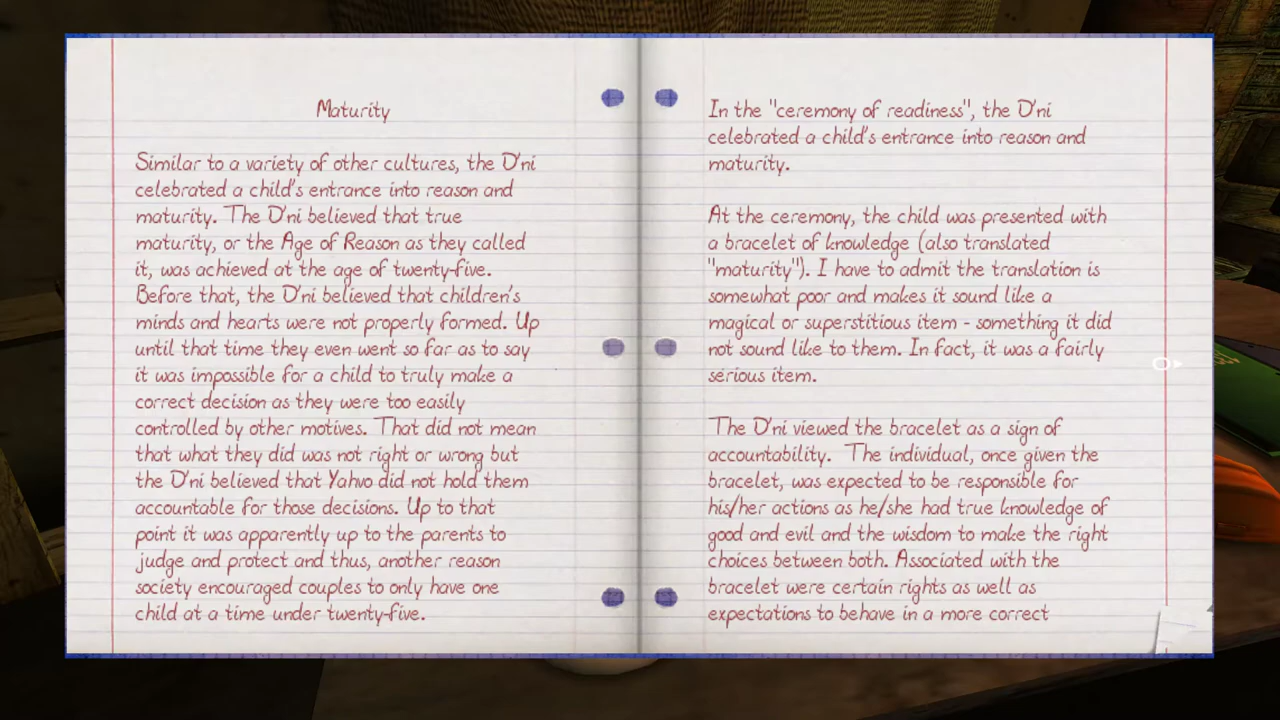 Maturity
Similar to a variety of other cultures, the D'ni
celebrated a child's entrance into reason and
maturity. The D'ni believed that true
maturity, or the Age of Reason as they called
it, was achieved at the age of twenty-five.
Before that, the D'ni believed that children's
minds and hearts were not properly formed. Up
until that time they even went so far as to say
it was impossible for a child to truly make a
correct decision as they were too easily
controlled by other motives. That did not mean
that what they did was not right or wrong but
the D'ni believed that Yahvo did not hold them
accountable for those decisions. Up to that
point it was apparently up to the parents to
judge and protect and thus, another reason
society encouraged couples to only have one
child at a time under twenty-five.
In the "ceremony of readiness", the D'ni
celebrated a child's entrance into reason and
maturity.
At the ceremony, the child was presented with
a bracelet of knowledge (also translated
"maturity"). I have to admit the translation is
somewhat poor and makes it sound like a
magical or superstitious item - something it did
not sound like to them. In fact, it was a fairly
serious item.
The D'ni viewed the bracelet as a sign of
accountability. The individual, once given the
bracelet, was expected to be responsible for
his/her actions as he/she had true knowledge of
good and evil and the wisdom to make the right
choices between both. Associated with the
bracelet were certain rights as well as
expectations to behave in a more correct